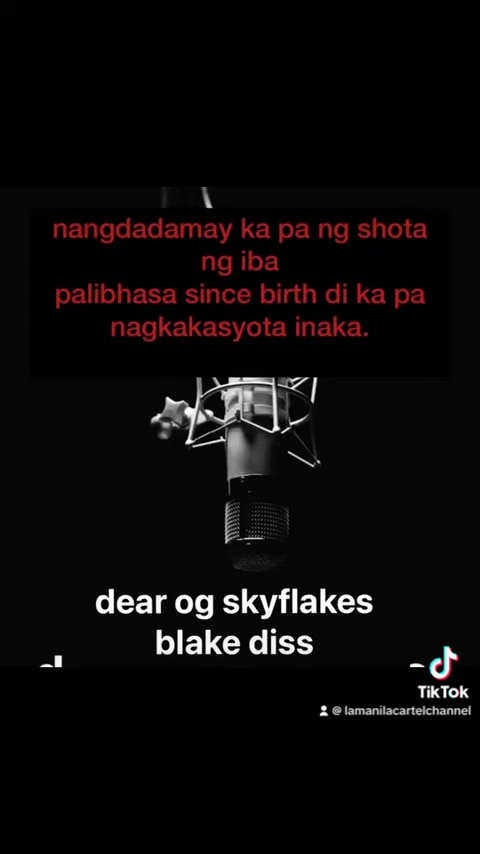 nangdadamay ka pa ng shota
ng iba
palibhasa since birth di ka pa
nagkakasyota inaka.
dear og skyflakes
blake diss
TikTok
@ lamanilacartelchannel